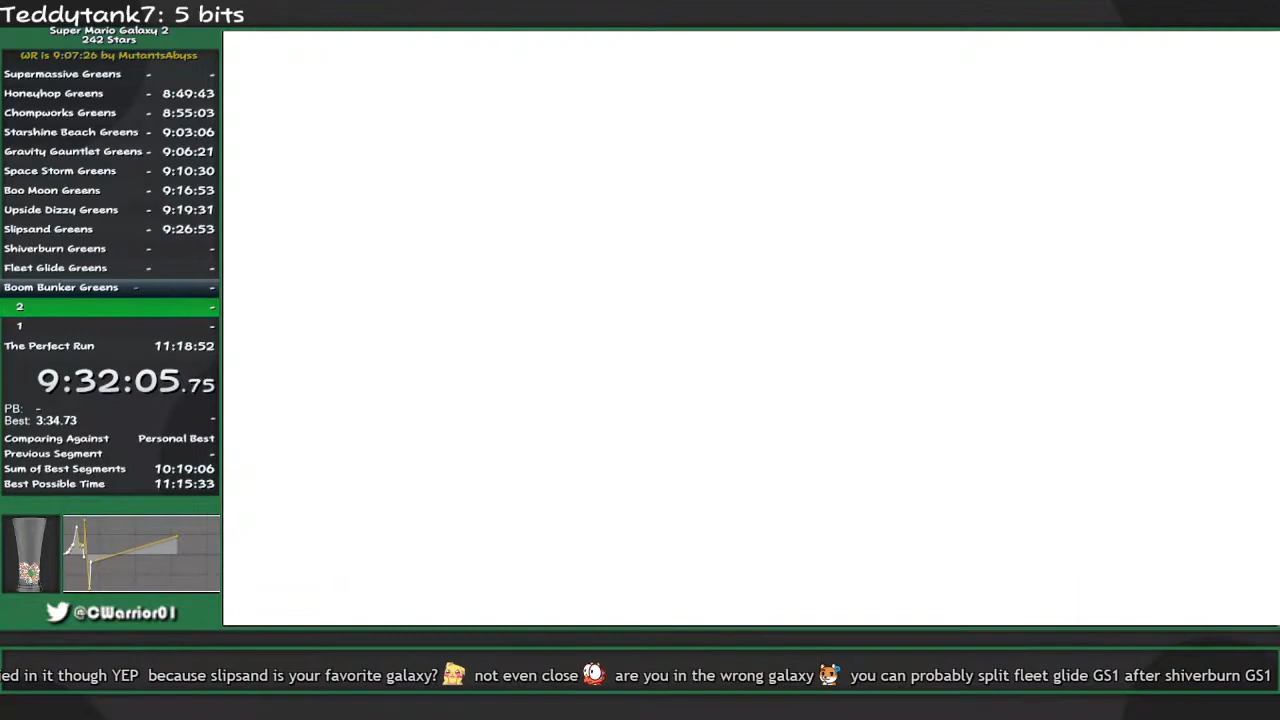 Teddytank7: 5 bits
Super Mario Galaxy 2
242 Stars
WR is 9:07:26 by MutantsAbyss
Supermassive Greens - -
Honeyhop Greens - 8:49:43
Chompworks Greens - 8:55:03
Starshine Beach Greens - 9:03:06
Gravity Gauntlet Greens - 9:06:21
Space Storm Greens - 9:10:30
Boo Moon Greens - 9:16:53
Upside Dizzy Greens - 9:19:31
Slipsand Greens - 9:26:53
Shiverburn Greens - -
Fleet Glide Greens - -
Boom Bunker Greens - -
2 -
1 -
The Perfect Run 11:18:52
9:32:05.75
PB: -
Best: 3:34.73 -
Comparing Against Personal Best
Previous Segment -
Sum of Best Segments 10:19:06
Best Possible Time 11:15:33
@CWarrior01
ied in it though YEP because slipsand is your favorite galaxy? not even close are you in the wrong galaxy you can probably split fleet glide GS1 after shiverburn GS1